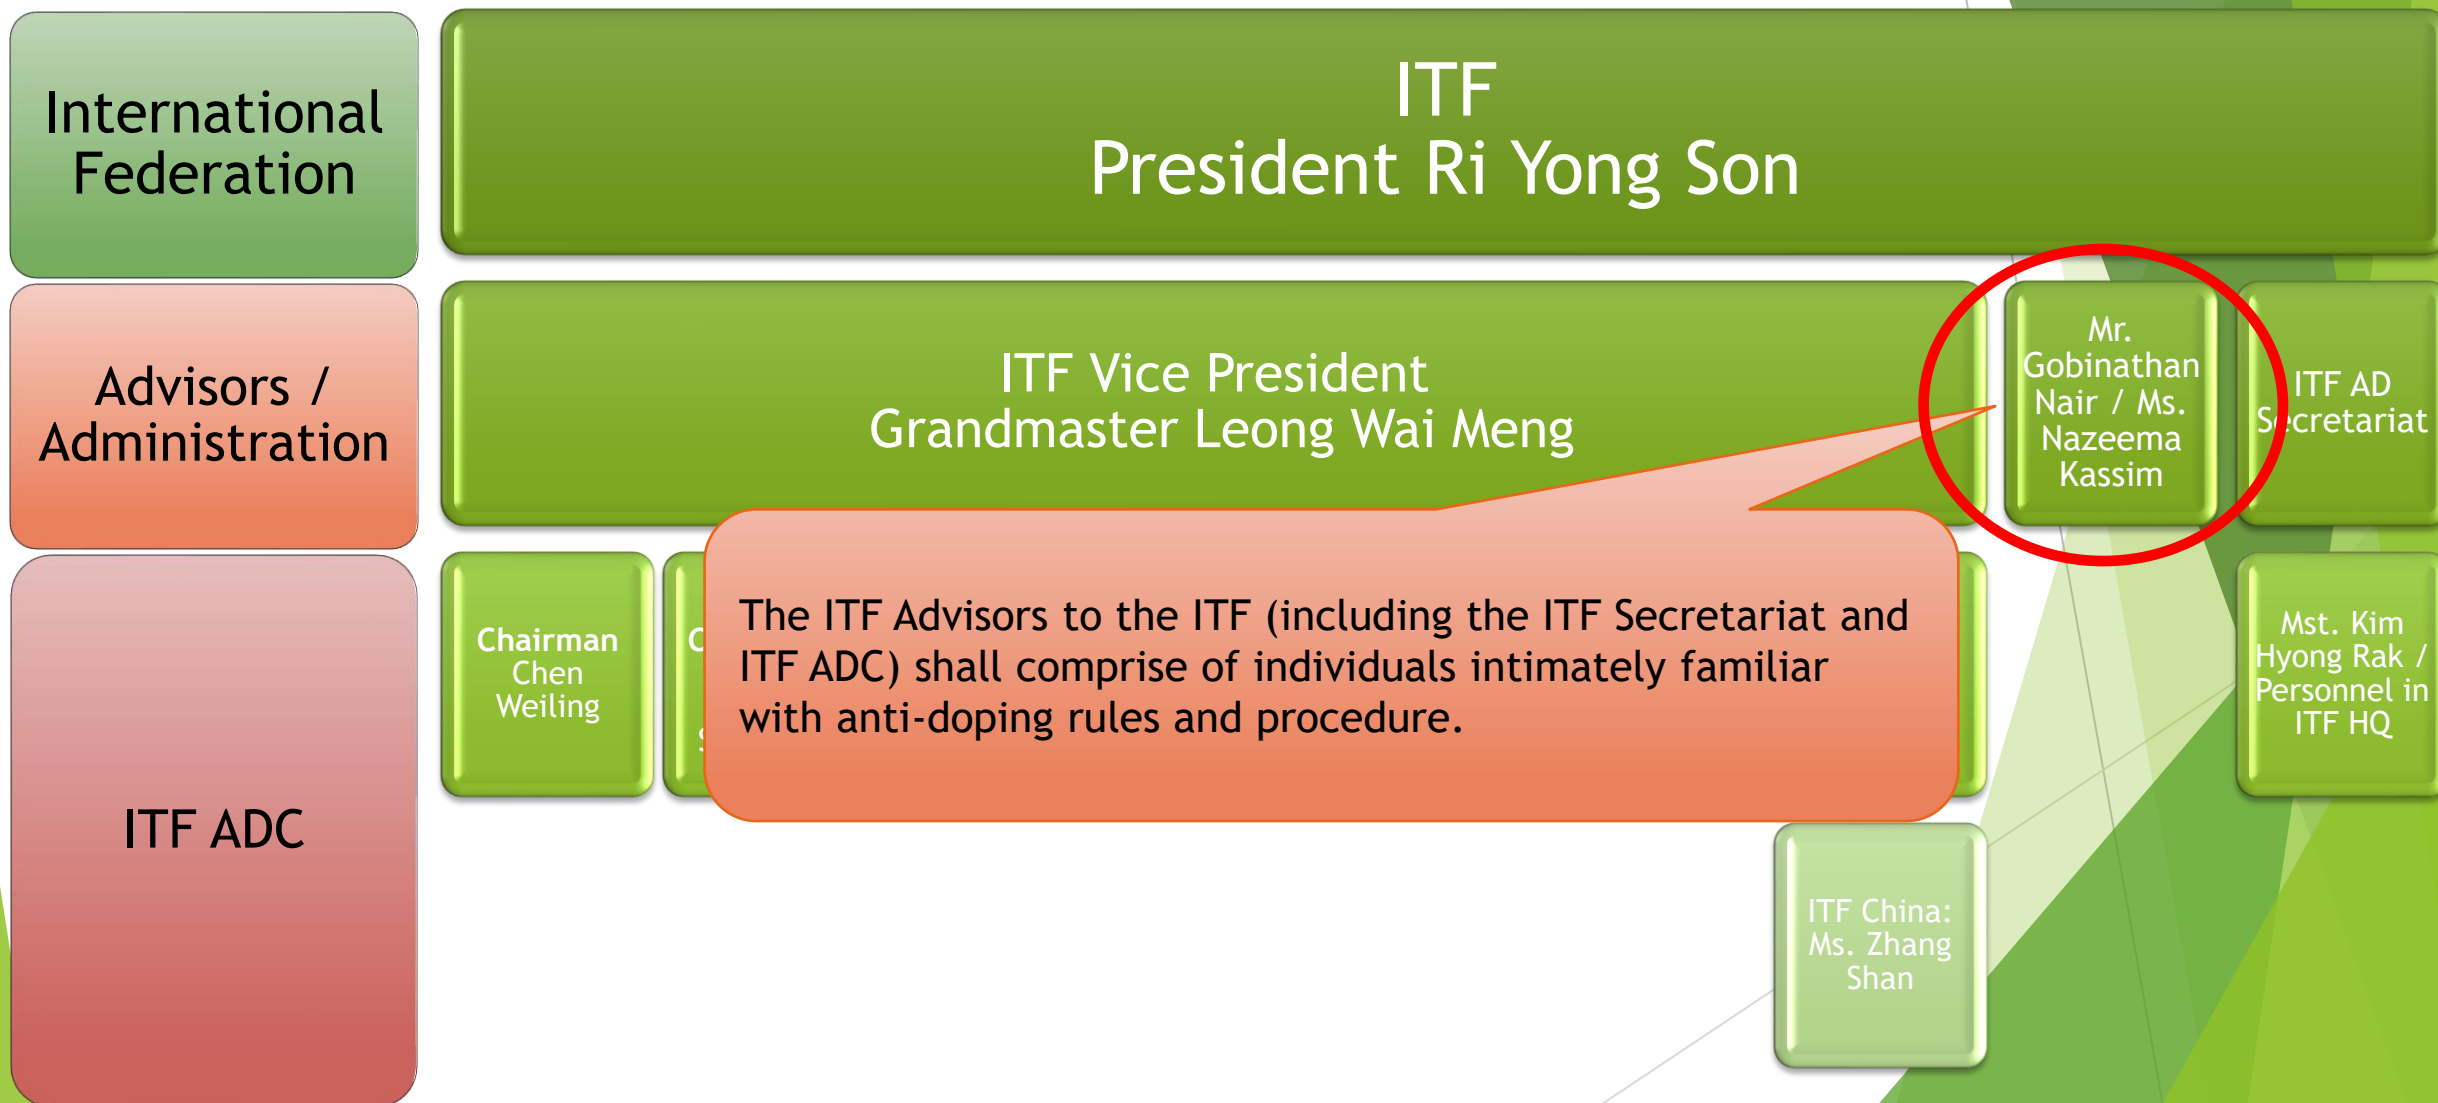 International
Federation
ITF
President Ri Yong Son
Advisors /
Administration
ITF Vice President
Grandmaster Leong Wai Meng
Mr.
Gobinathan
Nair / Ms.
Nazeema
Kassim
ITF AD
Secretariat
ITF ADC
Chairman
Chen
Weiling
The ITF Advisors to the ITF (including the ITF Secretariat and
ITF ADC) shall comprise of individuals intimately familiar
with anti-doping rules and procedure.
Mst. Kim
Hyong Rak /
Personnel in
ITF HQ
ITF China:
Ms. Zhang
Shan